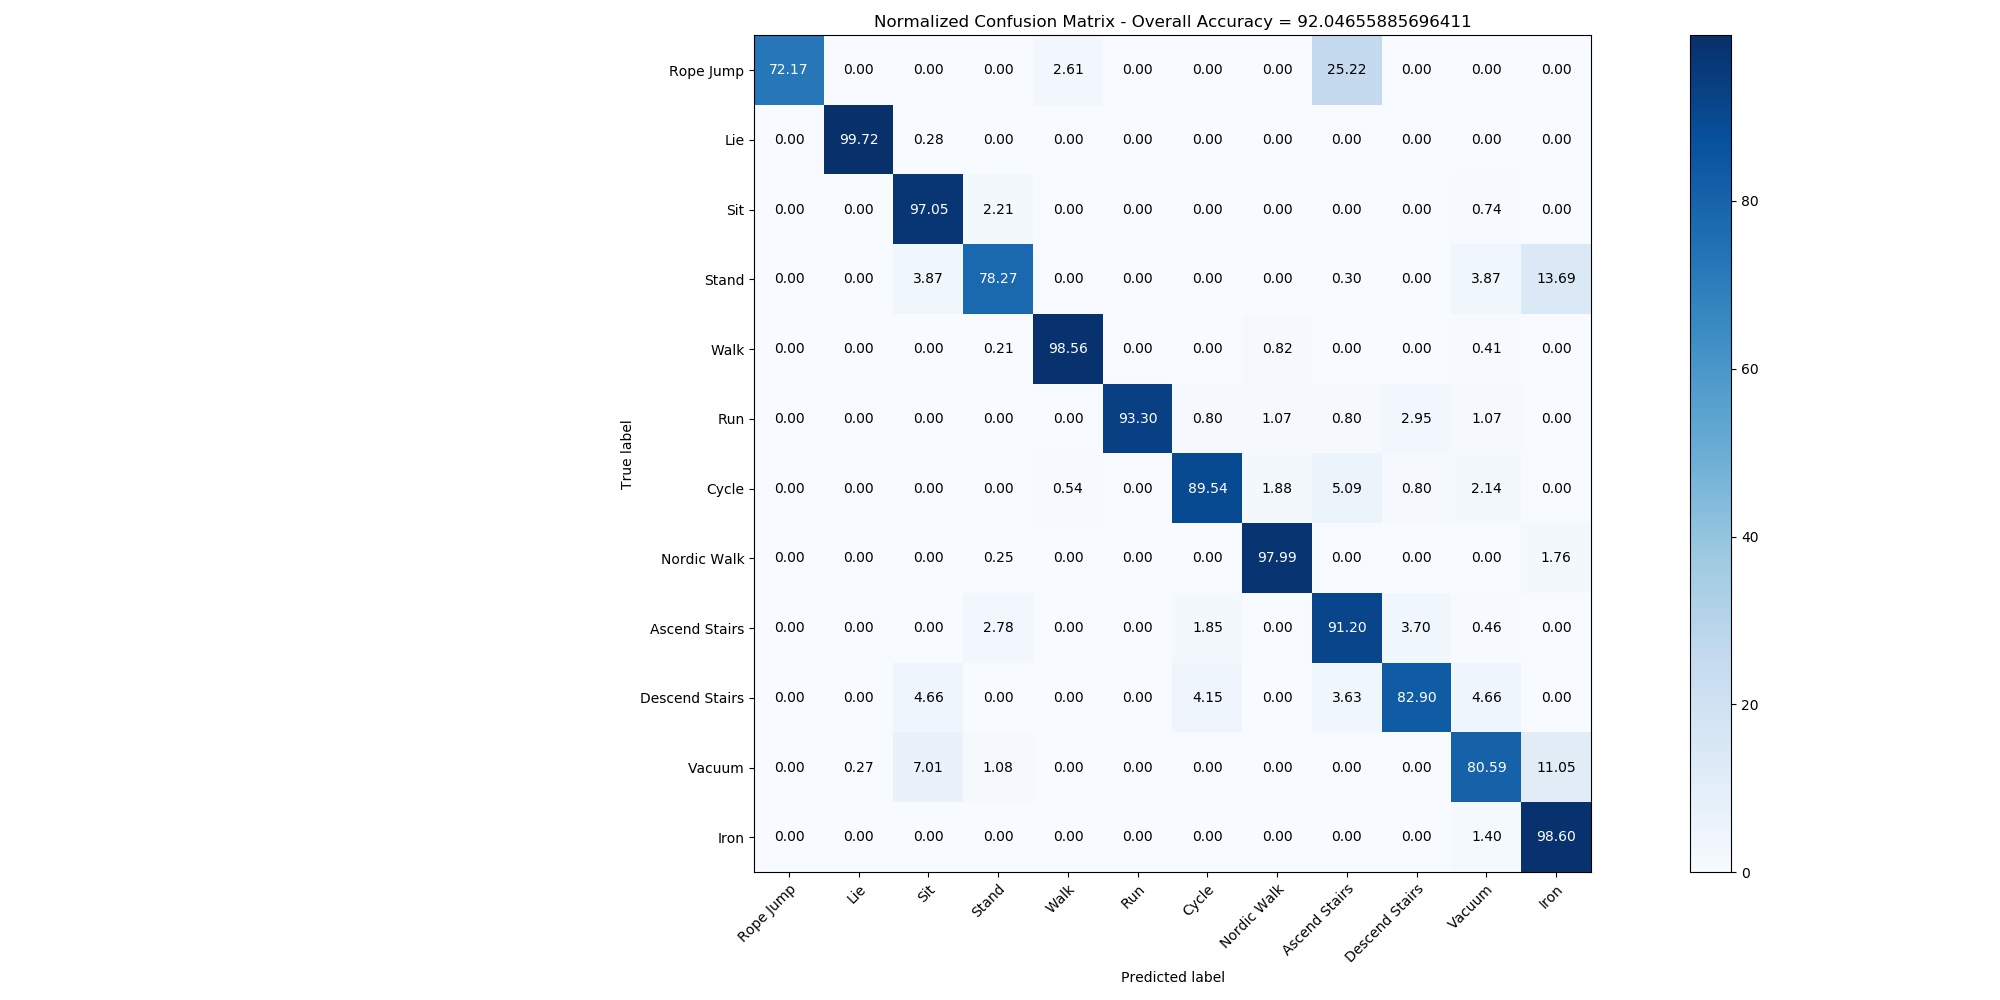 Normalized Confusion Matrix - Overall Accuracy = 92.04655885696411
Rope Jump 72.17 0.00 0.00 0.00 2.61 0.00 0.00 0.00 25.22 0.00 0.00 0.00
Lie 0.00 99.72 0.28 0.00 0.00 0.00 0.00 0.00 0.00 0.00 0.00 0.00
Sit 0.00 0.00 97.05 2.21 0.00 0.00 0.00 0.00 0.00 0.00 0.74 0.00
Stand 0.00 0.00 3.87 78.27 0.00 0.00 0.00 0.00 0.30 0.00 3.87 13.69
Walk 0.00 0.00 0.00 0.21 98.56 0.00 0.00 0.82 0.00 0.00 0.41 0.00
Run 0.00 0.00 0.00 0.00 0.00 93.30 0.80 1.07 0.80 2.95 1.07 0.00
Cycle 0.00 0.00 0.00 0.00 0.54 0.00 89.54 1.88 5.09 0.80 2.14 0.00
Nordic Walk 0.00 0.00 0.00 0.25 0.00 0.00 0.00 97.99 0.00 0.00 0.00 1.76
Ascend Stairs 0.00 0.00 0.00 2.78 0.00 0.00 1.85 0.00 91.20 3.70 0.46 0.00
Descend Stairs 0.00 0.00 4.66 0.00 0.00 0.00 4.15 0.00 3.63 82.90 4.66 0.00
Vacuum 0.00 0.27 7.01 1.08 0.00 0.00 0.00 0.00 0.00 0.00 80.59 11.05
Iron 0.00 0.00 0.00 0.00 0.00 0.00 0.00 0.00 0.00 0.00 1.40 98.60
True label
Rope Jump Lie Sit Stand Walk Run Cycle Nordic Walk Ascend Stairs Descend Stairs Vacuum Iron
Predicted label
80
60
40
20
0